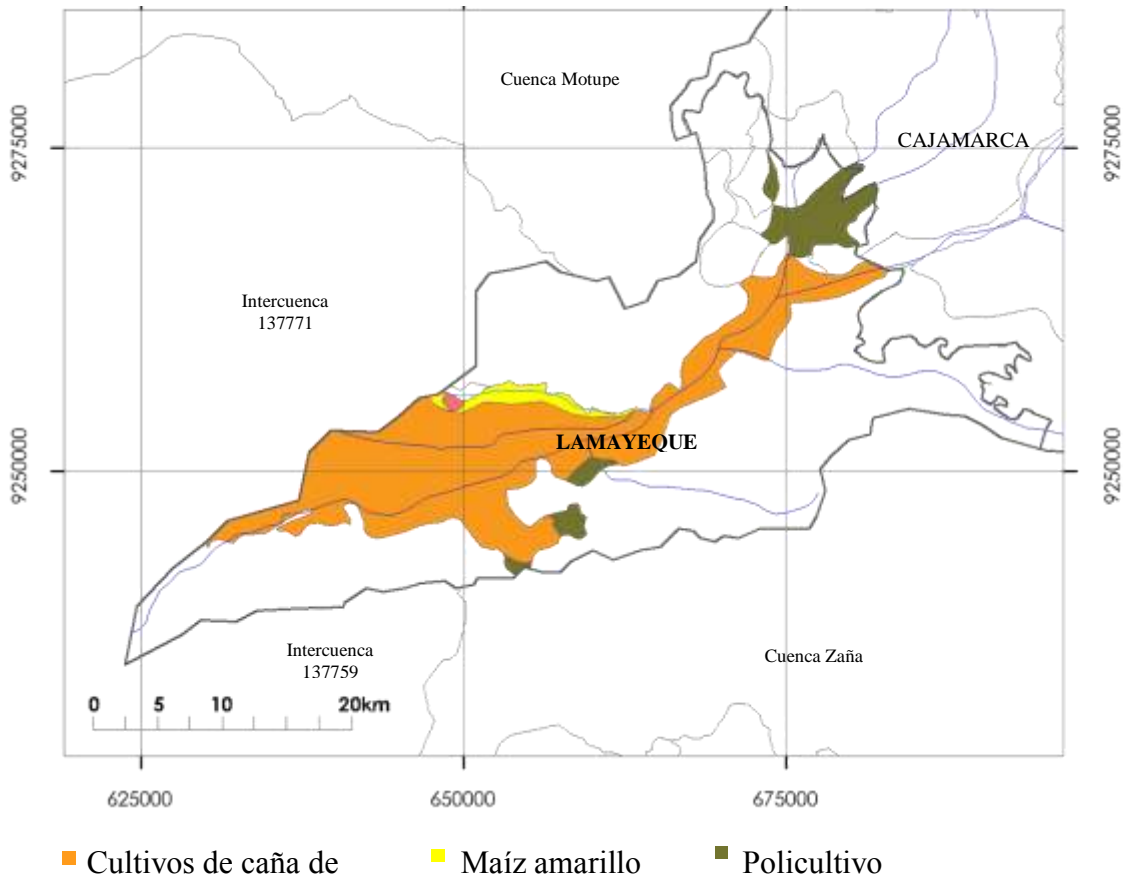 Cuenca Motupe
CAJAMARCA
9275000
9275000
Intercuenca
137771
LAMAYEQUE
9250000
9250000
Intercuenca
137759
Cuenca Zaña
0 5 10 20km
625000 650000 675000
Cultivos de caña de Maíz amarillo Policultivo